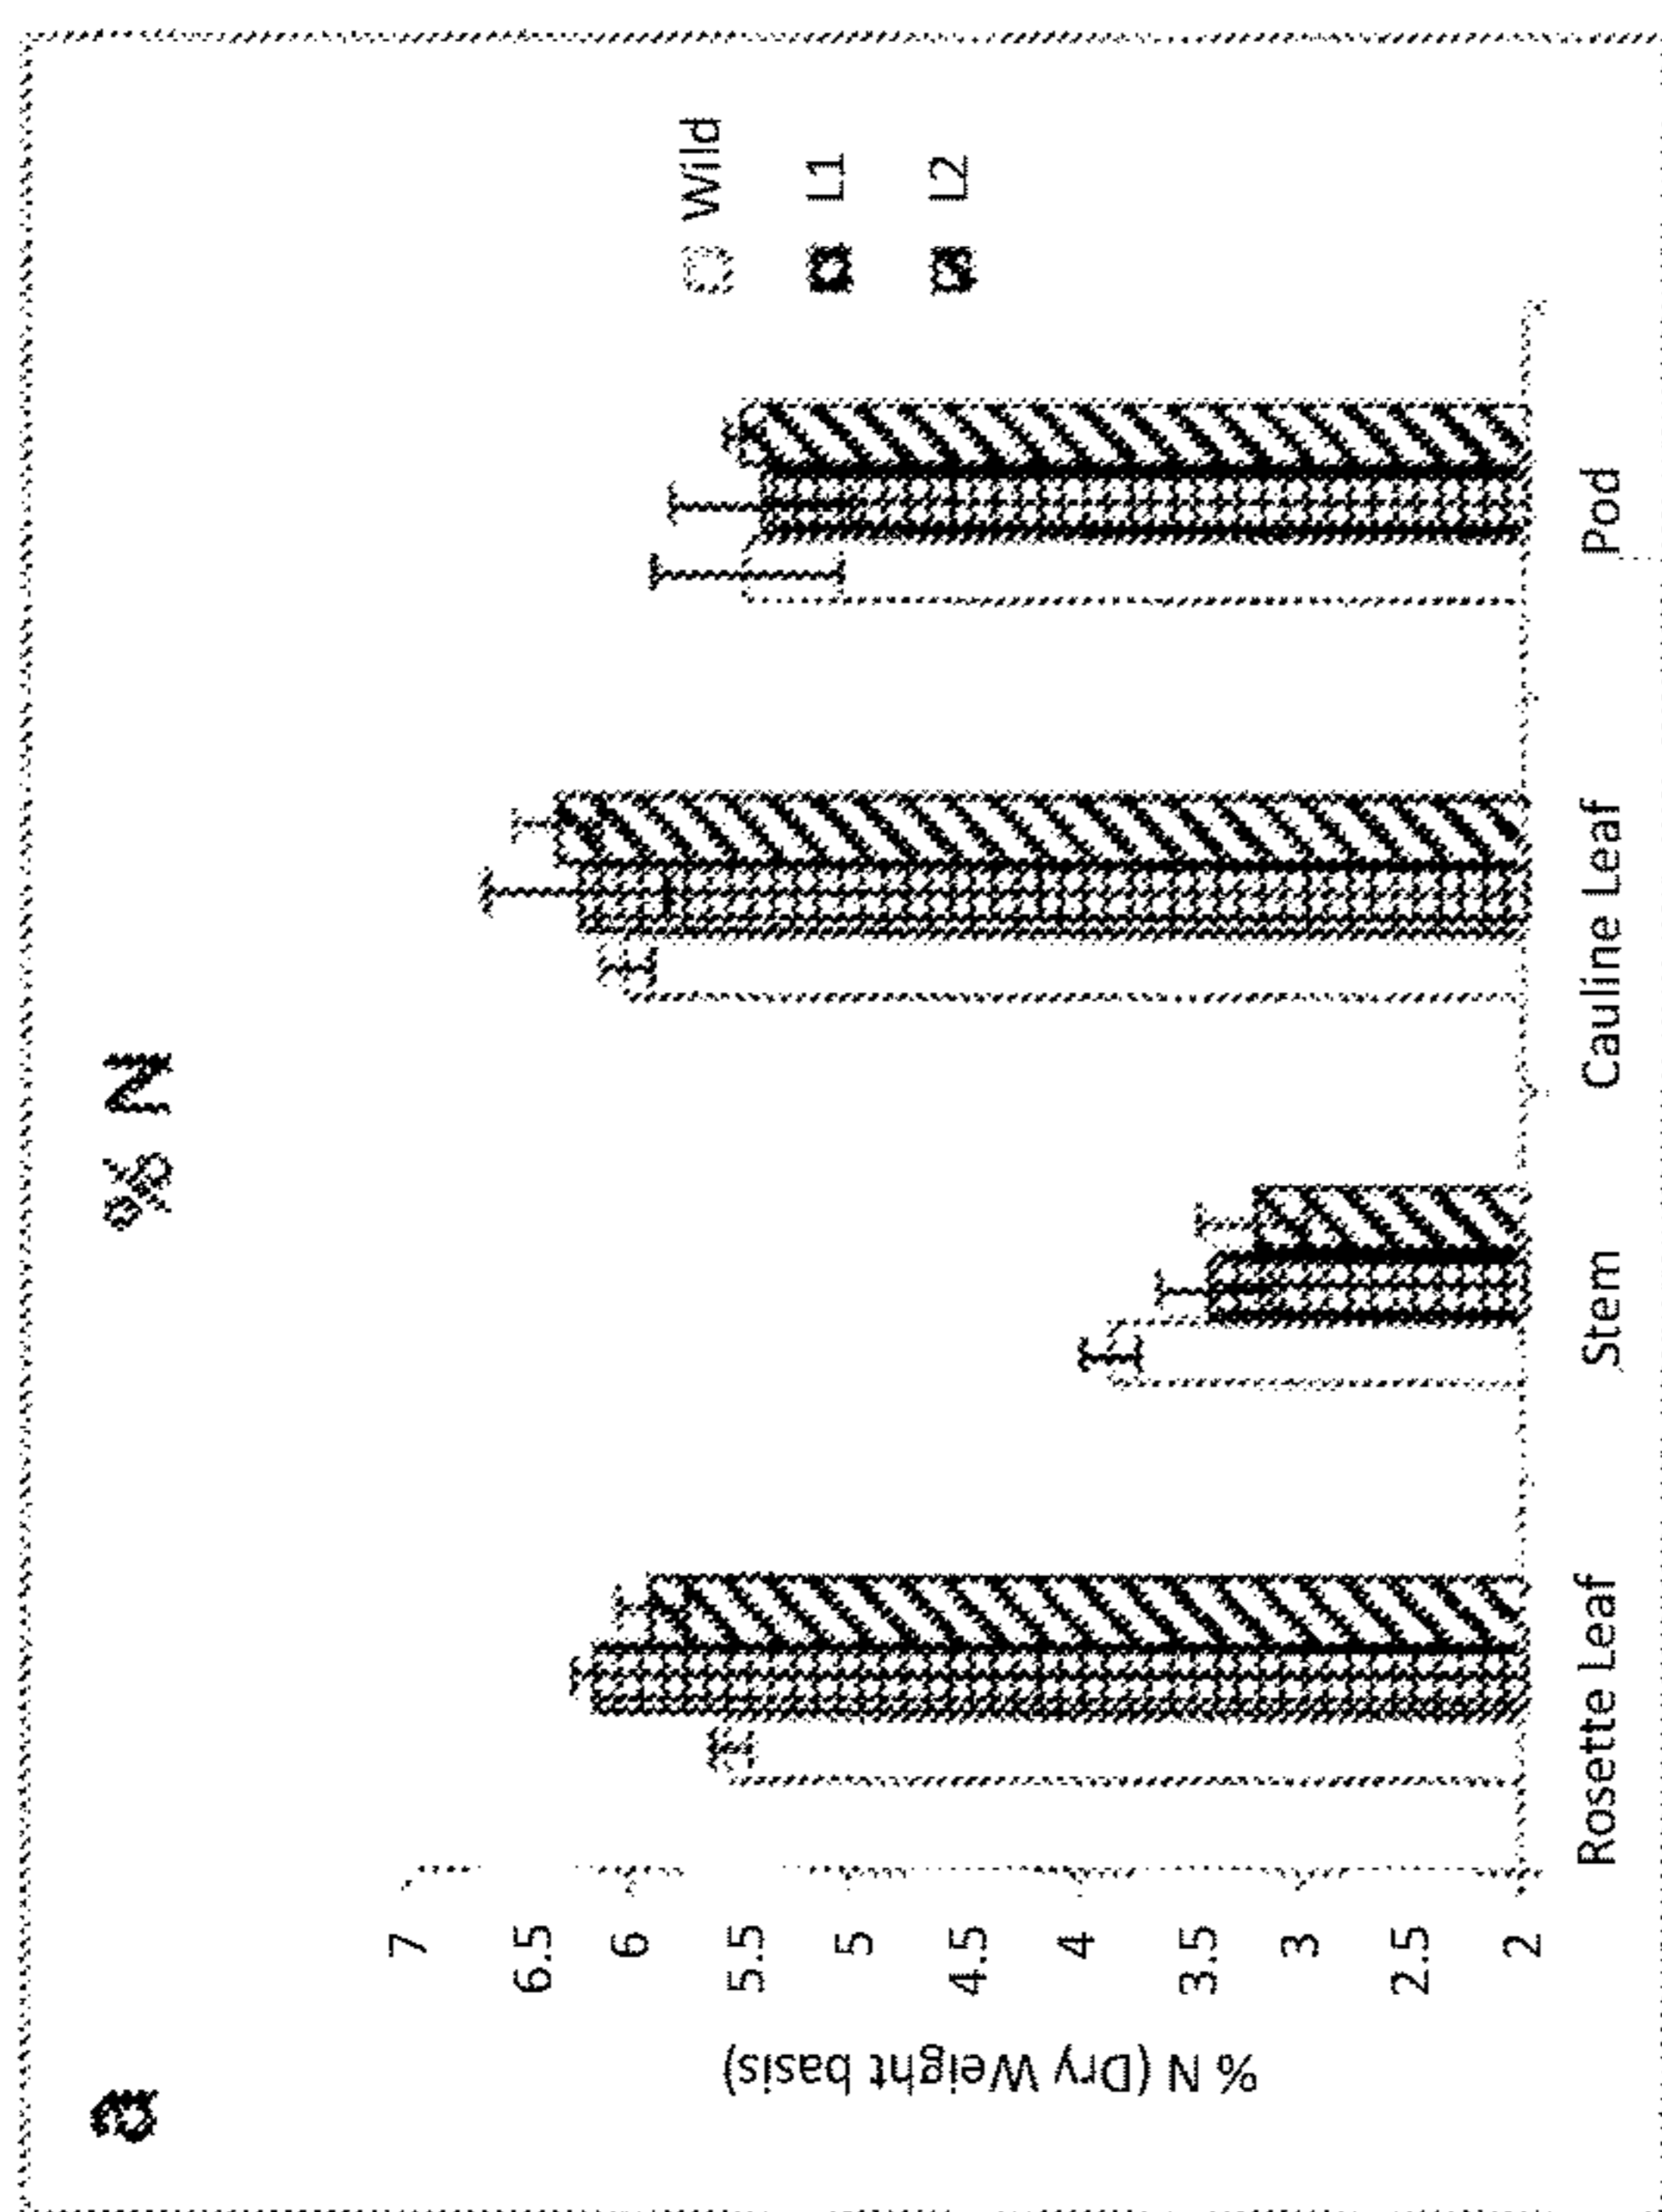 a
% N
% N (Dry Weight basis)
7
6.5
6
5.5
5
4.5
4
3.5
3
2.5
2
Rosette Leaf
Stem
Cauline Leaf
Pod
Wild
L1
L2